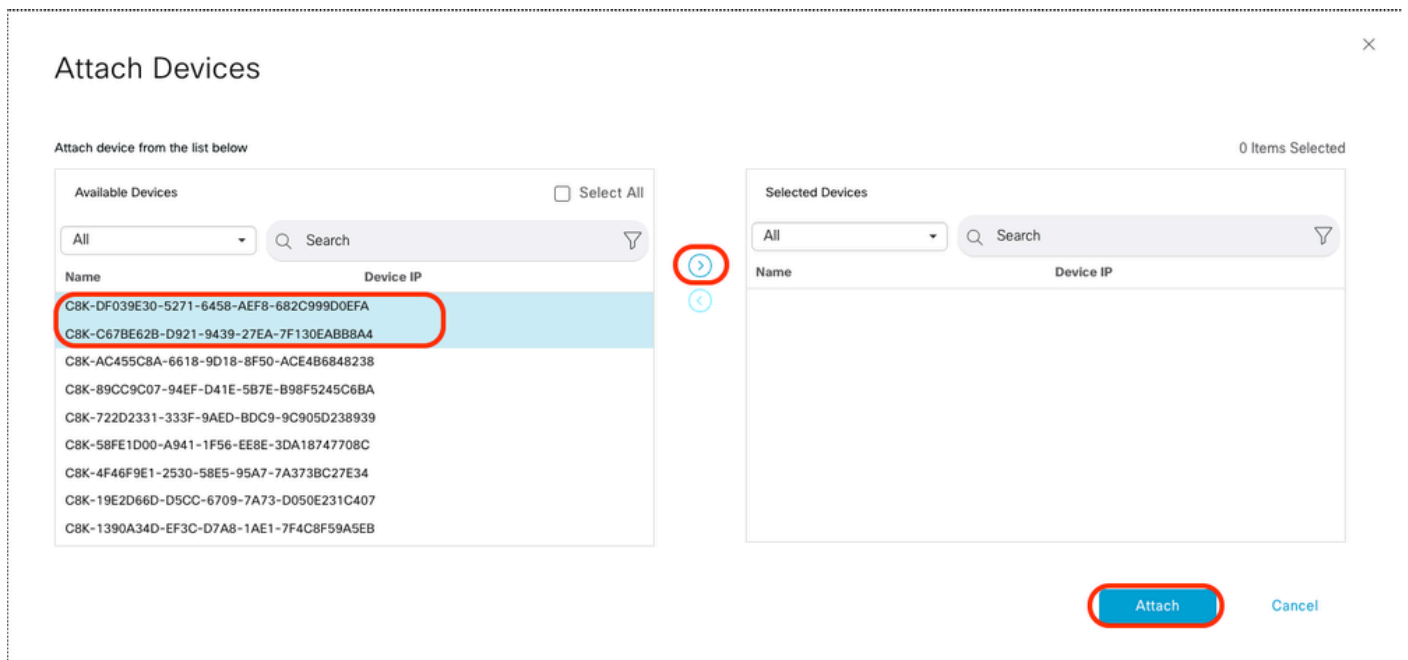 Attach Devices
Attach device from the list below
0 Items Selected
Available Devices
Select All
All
Search
Name Device IP
C8K-DF039E30-5271-6458-AEF8-682C999D0EFA
C8K-C67BE62B-D921-9439-27EA-7F130EABB8A4
C8K-AC455C8A-6618-9D18-8F50-ACE4B6848238
C8K-89CC9C07-94EF-D41E-5B7E-B98F5245C6BA
C8K-722D2331-333F-9AED-BDC9-9C905D238939
C8K-58FE1D00-A941-1F56-EE8E-3DA18747708C
C8K-4F46F9E1-2530-58E5-95A7-7A373BC27E34
C8K-19E2D66D-D5CC-6709-7A73-D050E231C407
C8K-1390A34D-EF3C-D7A8-1AE1-7F4C8F59A5EB
Selected Devices
All
Search
Name Device IP
Attach
Cancel